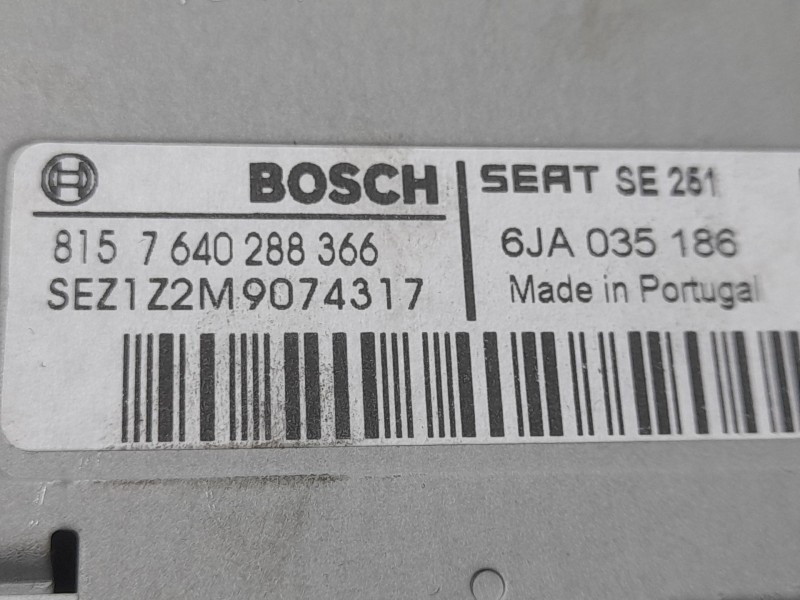 BOSCH
815 7 640 288 366
SEZ1Z2M9074317
SEAT SE 251
6JA 035 186
Made in Portugal